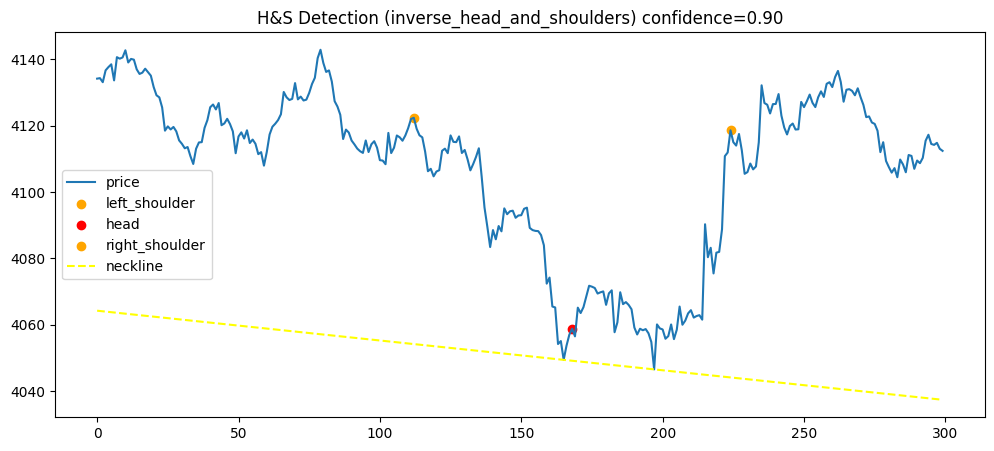 H&S Detection (inverse_head_and_shoulders) confidence=0.90
4140
4120
4100
4080
4060
4040
price
left_shoulder
head
right_shoulder
neckline
0
50
100
150
200
250
300